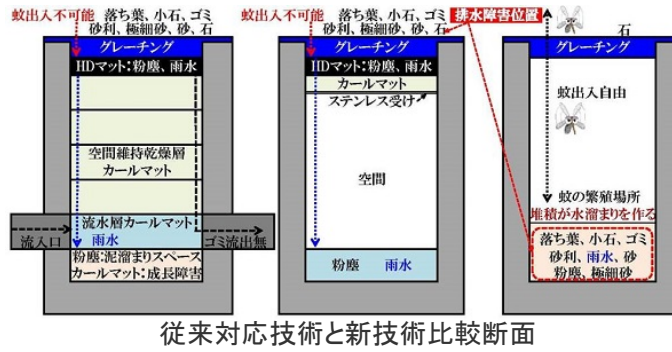 蚊出入不可能
落ち葉、小石、ゴミ
砂利、極細砂、砂、石
グレーチング
HDマット:粉塵、雨水
空間維持乾燥層
カールマット
流水層カールマット
雨水
流入口
ゴミ流出無
粉塵:泥溜まりスペース
カールマット:成長障害
蚊出入不可能
落ち葉、小石、ゴミ
砂利、極細砂、砂、石
排水障害位置
グレーチング
HDマット:粉塵、雨水
カールマット
ステンレス受け
空間
粉塵 雨水
石
グレーチング
蚊出入自由
蚊の繁殖場所
堆積が水溜まりを作る
落ち葉、小石、ゴミ
砂利、雨水、砂
粉塵、極細砂
従来対応技術と新技術比較断面